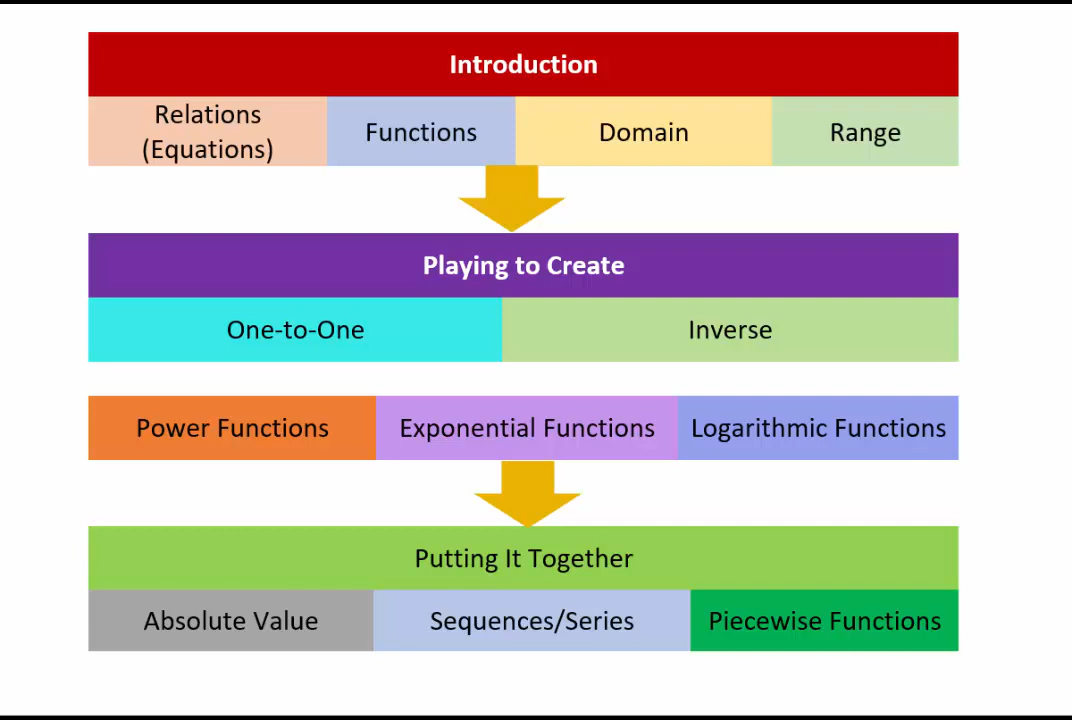 Introduction
Relations
(Equations)
Functions
Domain
Range
Playing to Create
One-to-One
Inverse
Power Functions
Exponential Functions
Logarithmic Functions
Putting It Together
Absolute Value
Sequences/Series
Piecewise Functions